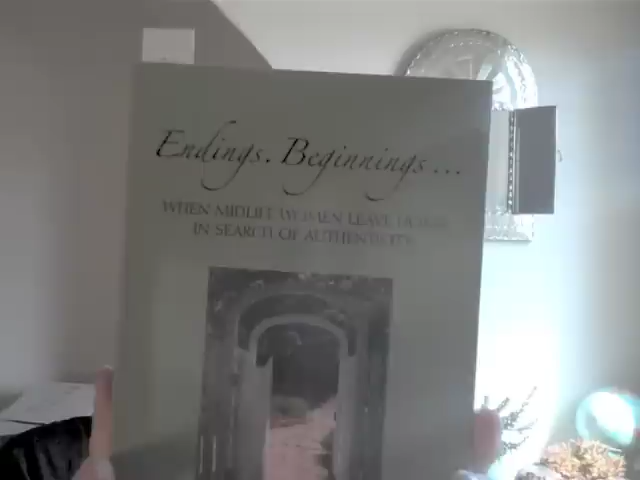 Endings. Beginnings...
WHEN MIDLIFE WOMEN LEAVE HOME
IN SEARCH OF AUTHENTICITY